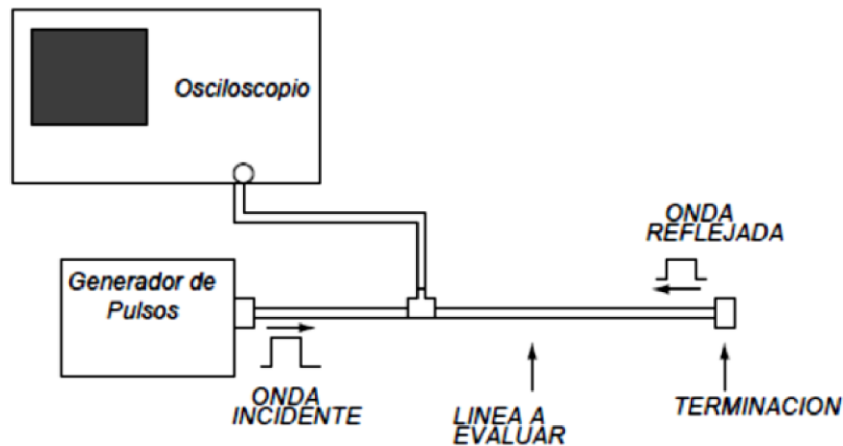 Osciloscopio
ONDA
REFLEJADA
Generador de
Pulsos
ONDA
INCIDENTE
LINEA A
EVALUAR
TERMINACION